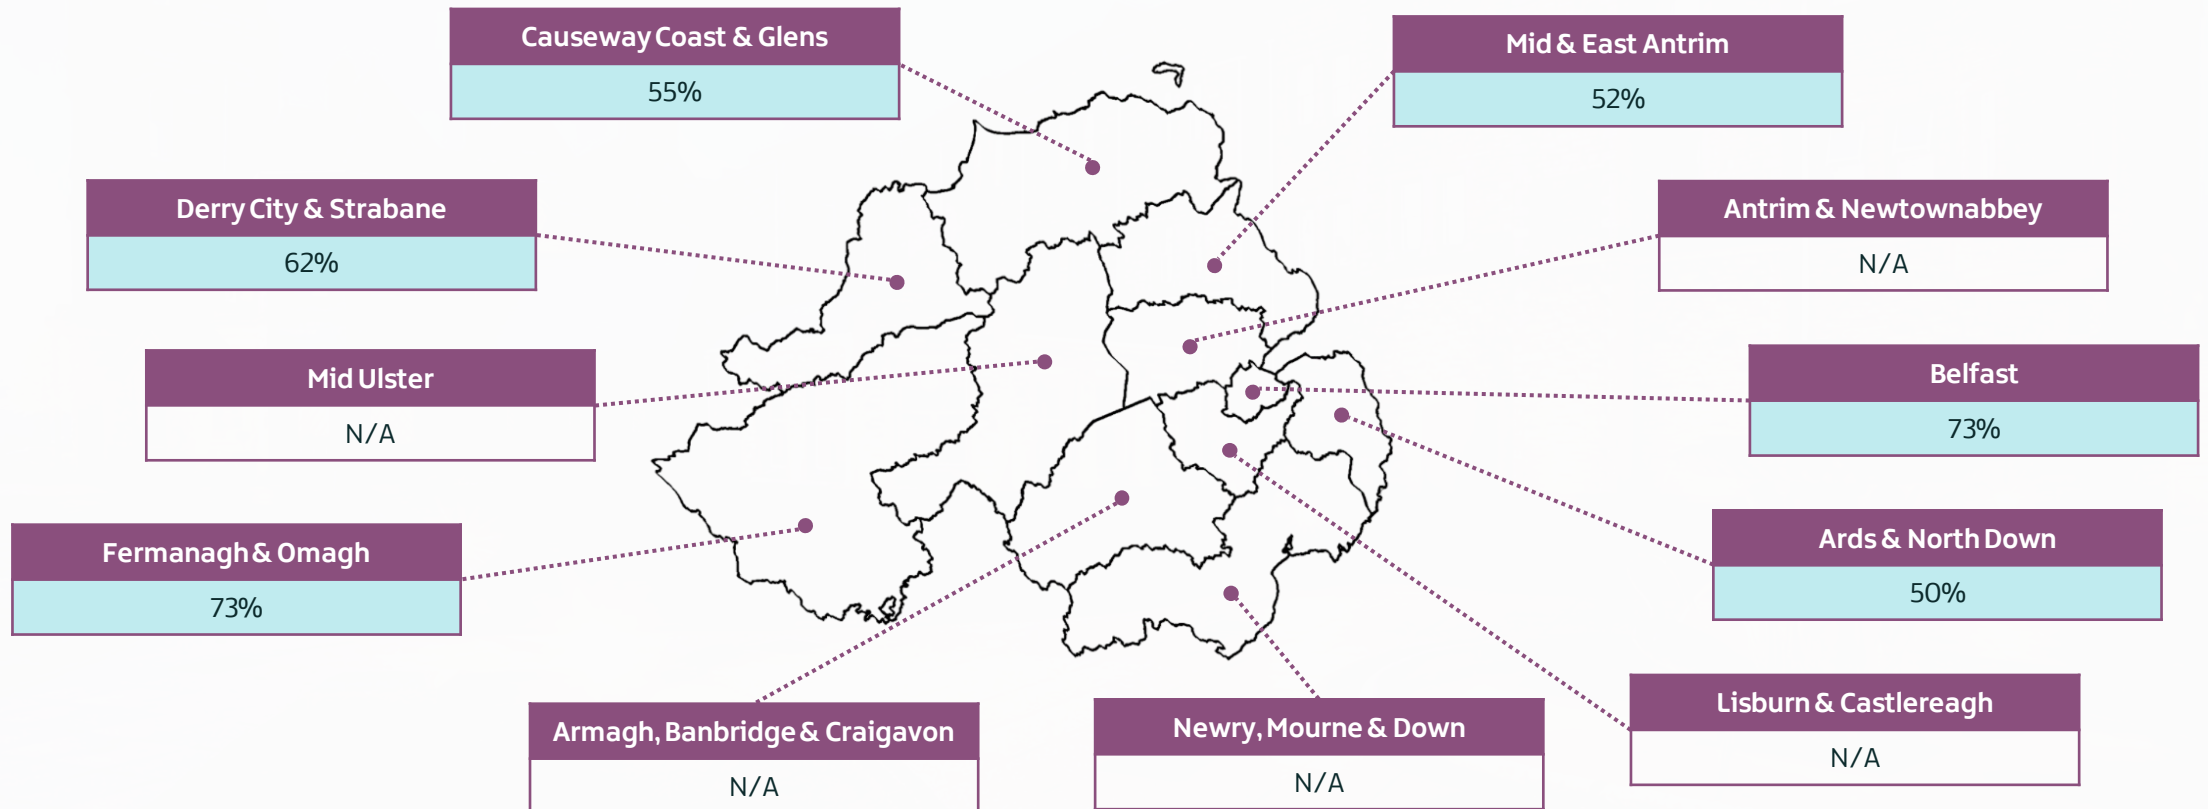 Causeway Coast & Glens
55%
Mid & East Antrim
52%
Derry City & Strabane
62%
Antrim & Newtownabbey
N/A
Mid Ulster
N/A
Belfast
73%
Fermanagh & Omagh
73%
Ards & North Down
50%
Armagh, Banbridge & Craigavon
N/A
Newry, Mourne & Down
N/A
Lisburn & Castlereagh
N/A